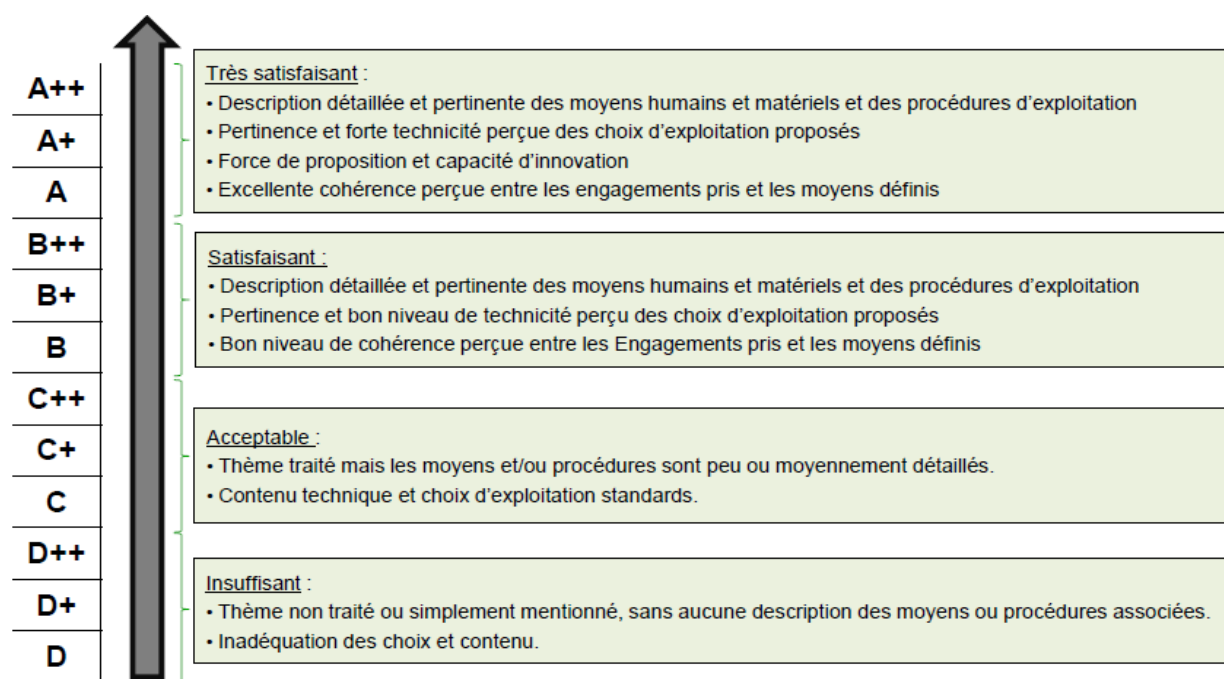 A++
A+
A
Très satisfaisant :
• Description détaillée et pertinente des moyens humains et matériels et des procédures d'exploitation
• Pertinence et forte technicité perçue des choix d'exploitation proposés
• Force de proposition et capacité d'innovation
• Excellente cohérence perçue entre les engagements pris et les moyens définis
B++
B+
B
Satisfaisant :
• Description détaillée et pertinente des moyens humains et matériels et des procédures d'exploitation
• Pertinence et bon niveau de technicité perçu des choix d'exploitation proposés
• Bon niveau de cohérence perçue entre les Engagements pris et les moyens définis
C++
C+
C
Acceptable :
• Thème traité mais les moyens et/ou procédures sont peu ou moyennement détaillés.
• Contenu technique et choix d'exploitation standards.
D++
D+
D
Insuffisant :
• Thème non traité ou simplement mentionné, sans aucune description des moyens ou procédures associées.
• Inadéquation des choix et contenu.